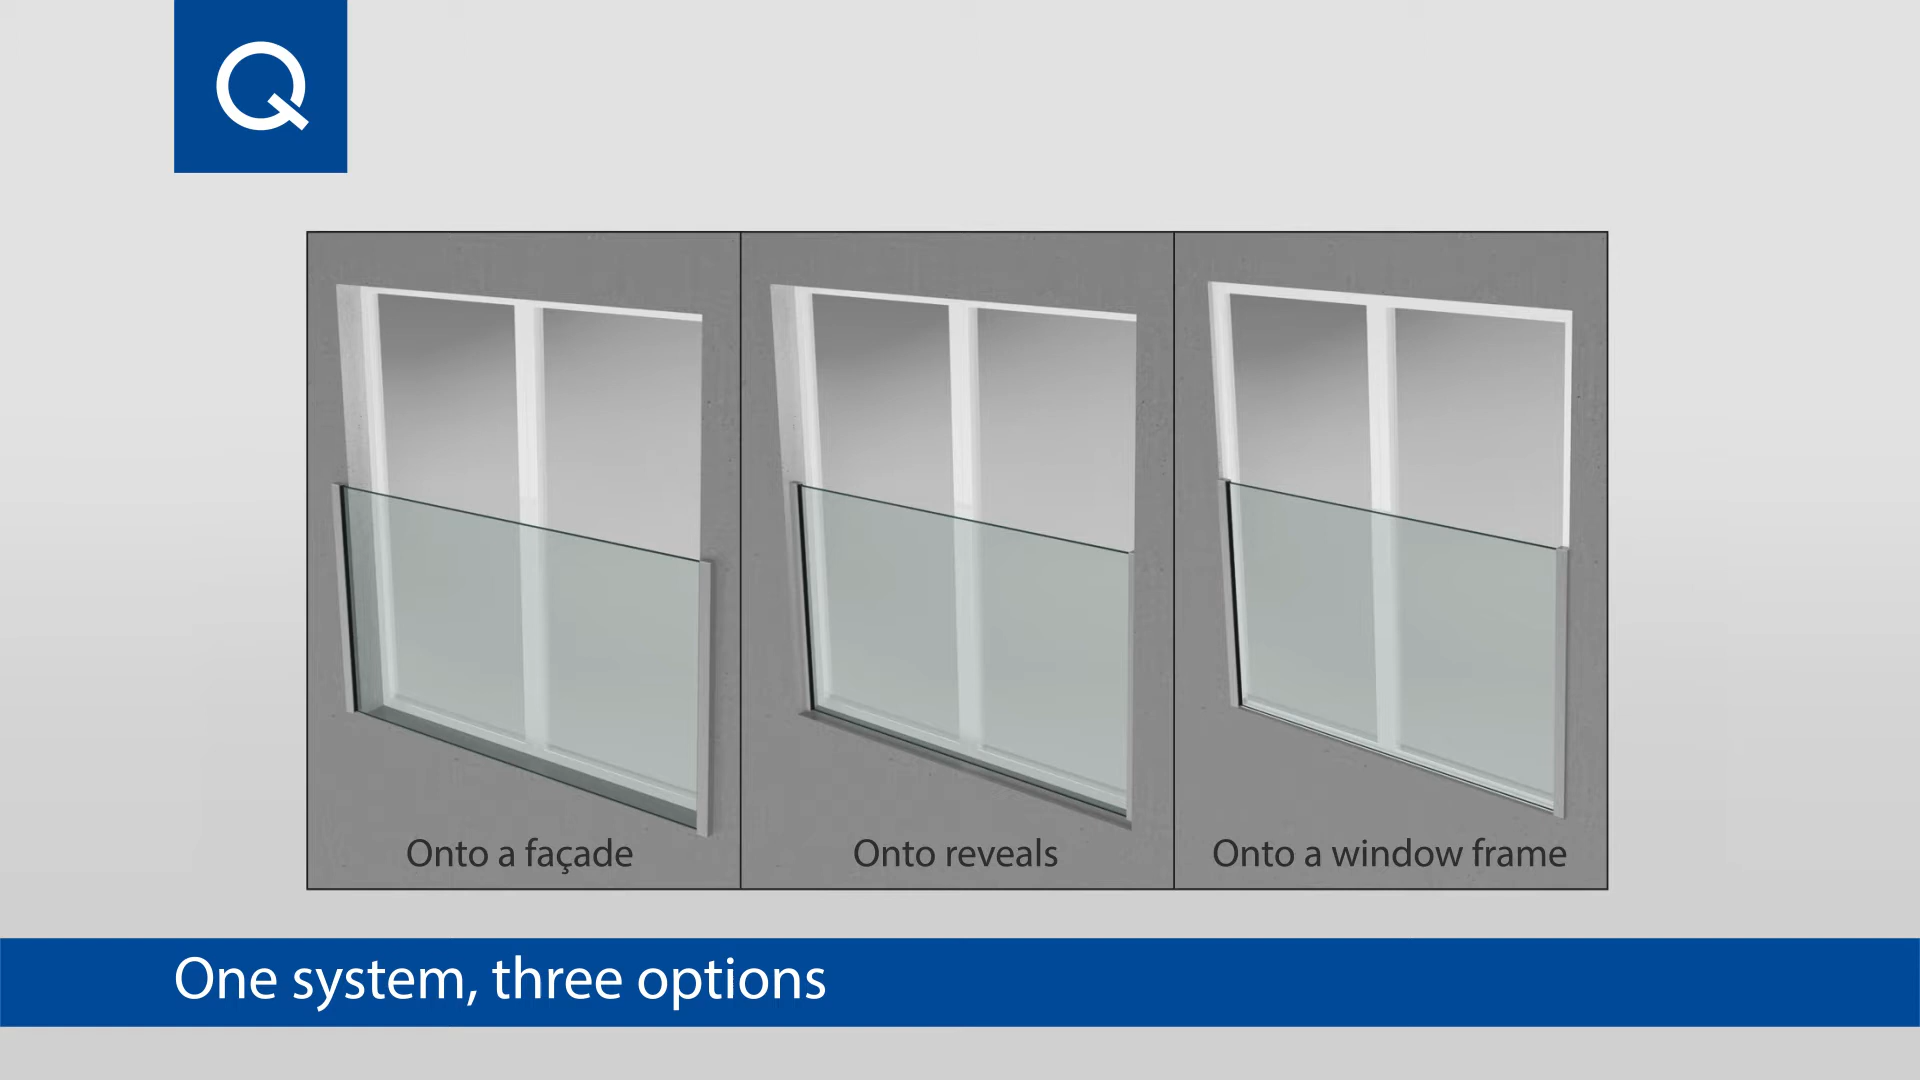 Q
Onto a façade
Onto reveals
Onto a window frame
One system, three options